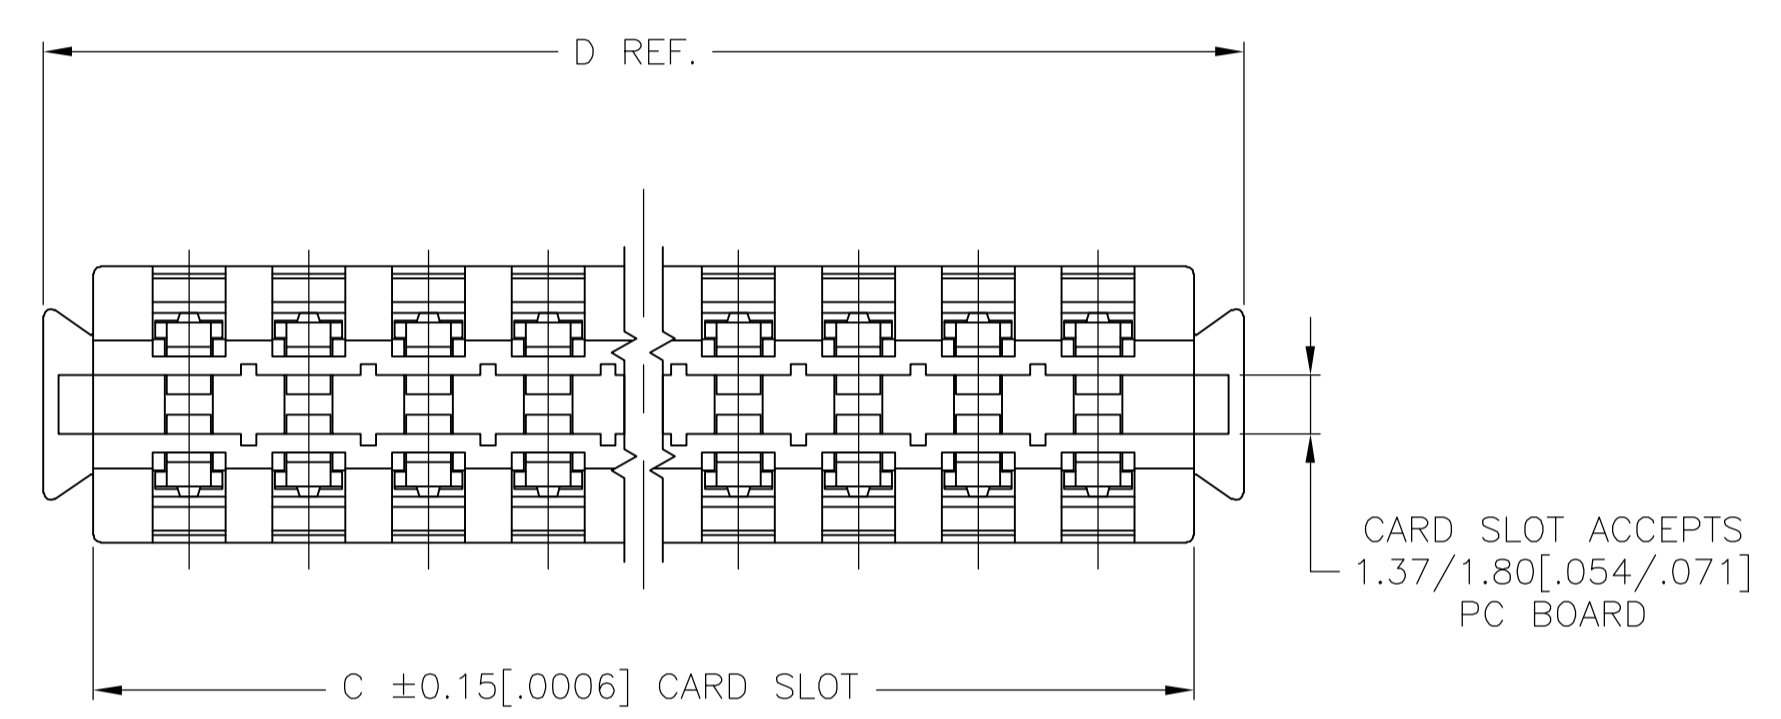 D REF.
CARD SLOT ACCEPTS
1.37/1.80[.054/.071]
PC BOARD
C ±0.15[.0006] CARD SLOT